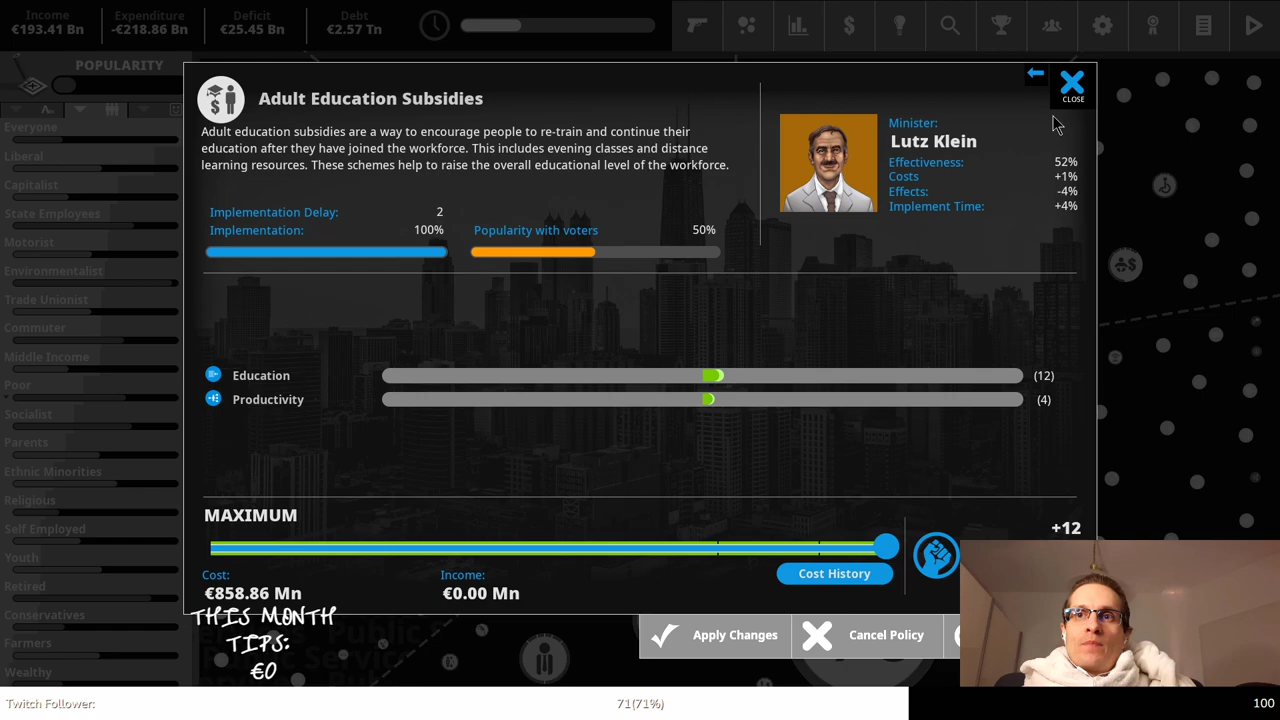 Income
Expenditure
Deficit
Debt
€193.41 Bn
-€218.86 Bn
€25.45 Bn
€2.57 Tn
POPULARITY
Everyone
Liberal
Capitalist
State Employees
Motorist
Environmentalist
Trade Unionist
Commuter
Middle Income
Poor
Socialist
Parents
Ethnic Minorities
Religious
Self Employed
Youth
Retired
Conservatives
Farmers
Wealthy
Adult Education Subsidies
Adult education subsidies are a way to encourage people to re-train and continue their
education after they have joined the workforce. This includes evening classes and distance
learning resources. These schemes help to raise the overall educational level of the workforce.
Implementation Delay: 2
Implementation: 100%
Popularity with voters 50%
CLOSE
Minister:
Lutz Klein
Effectiveness: 52%
Costs +1%
Effects: -4%
Implement Time: +4%
Education (12)
Productivity (4)
MAXIMUM
+12
Cost:
€858.86 Mn
Income:
€0.00 Mn
Cost History
Apply Changes
Cancel Policy
THIS MONTH
TIPS:
€0
Public Service
Twitch Follower:
71(71%)
100